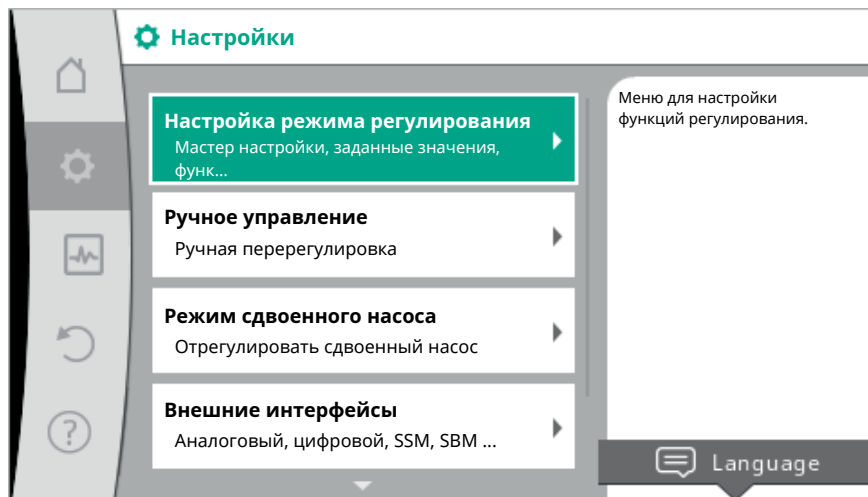 Настройки
Настройка режима регулирования
Мастер настройки, заданные значения,
функ...
Ручное управление
Ручная перерегулировка
Режим сдвоенного насоса
Отрегулировать сдвоенный насос
Внешние интерфейсы
Аналоговый, цифровой, SSM, SBM ...
Меню для настройки
функций регулирования.
Language